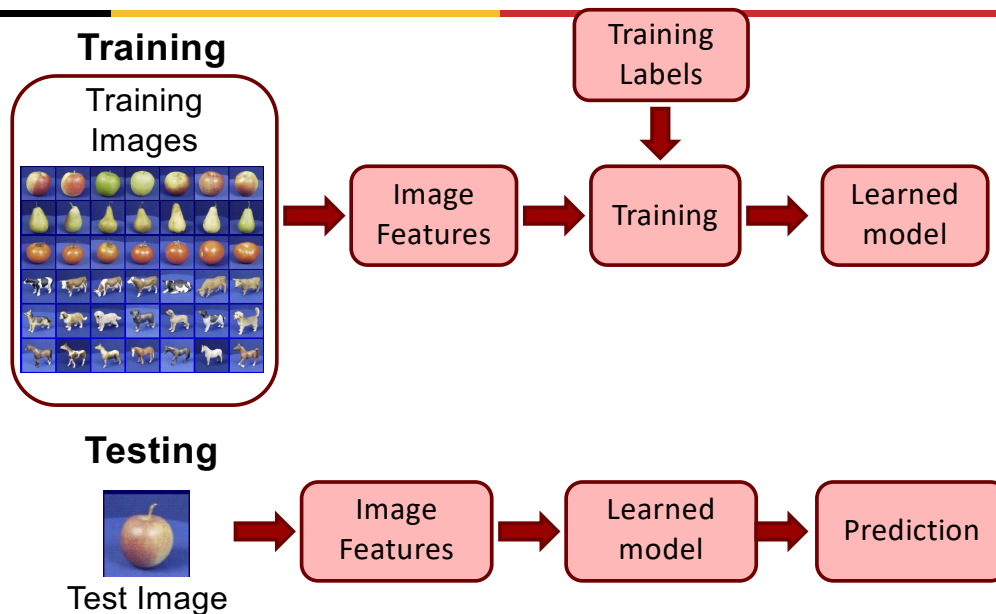 Training
Training
Images
Training
Labels
Image
Features
Training
Learned
model
Testing
Test Image
Image
Features
Learned
model
Prediction